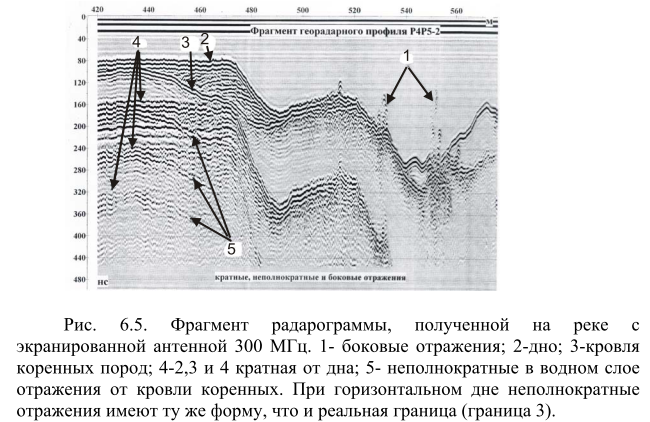 420 440 460 480 500 520 540 560
м
0
40
80
120
160
200
240
280
320
360
400
440
480
нс
Фрагмент георадарного профиля Р4Р5-2
4
3
2
1
5
кратные, неполнократные и боковые отражения
Рис. 6.5. Фрагмент радарограммы, полученной на реке с
экранированной антенной 300 МГц. 1- боковые отражения; 2-дно; 3-кровля
коренных пород; 4-2,3 и 4 кратная от дна; 5- неполнократные в водном слое
отражения от кровли коренных. При горизонтальном дне неполнократные
отражения имеют ту же форму, что и реальная граница (граница 3).